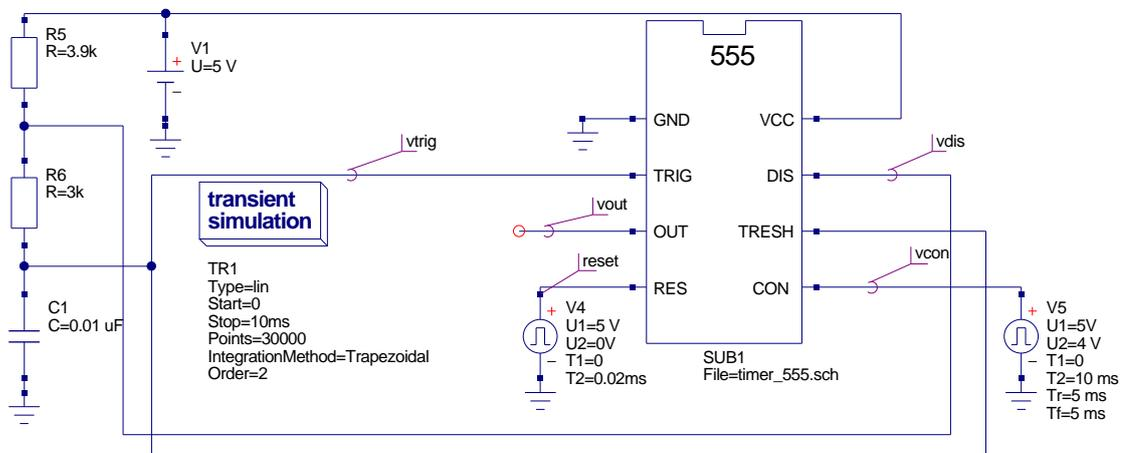 R5
R=3.9k
V1
U=5 V
+
−
555
GND
VCC
vtrig
vdis
TRIG
DIS
R6
R=3k
transient
simulation
vout
OUT
TRESH
reset
vcon
RES
CON
TR1
Type=lin
Start=0
Stop=10ms
Points=30000
IntegrationMethod=Trapezoidal
Order=2
C1
C=0.01 uF
+
−
V4
U1=5 V
U2=0V
T1=0
T2=0.02ms
SUB1
File=timer_555.sch
+
−
V5
U1=5V
U2=4 V
T1=0
T2=10 ms
Tr=5 ms
Tf=5 ms